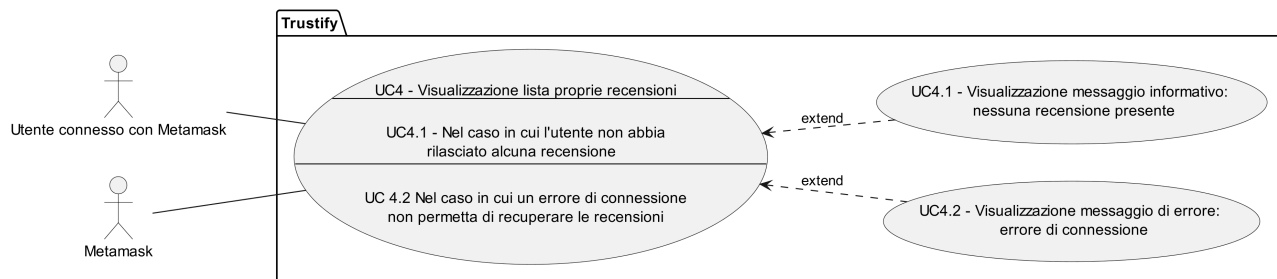 Trustify
Utente connesso con Metamask
Metamask
UC4 - Visualizzazione lista proprie recensioni
UC4.1 - Nel caso in cui l'utente non abbia
rilasciato alcuna recensione
UC 4.2 Nel caso in cui un errore di connessione
non permetta di recuperare le recensioni
extend
UC4.1 - Visualizzazione messaggio informativo:
nessuna recensione presente
extend
UC4.2 - Visualizzazione messaggio di errore:
errore di connessione